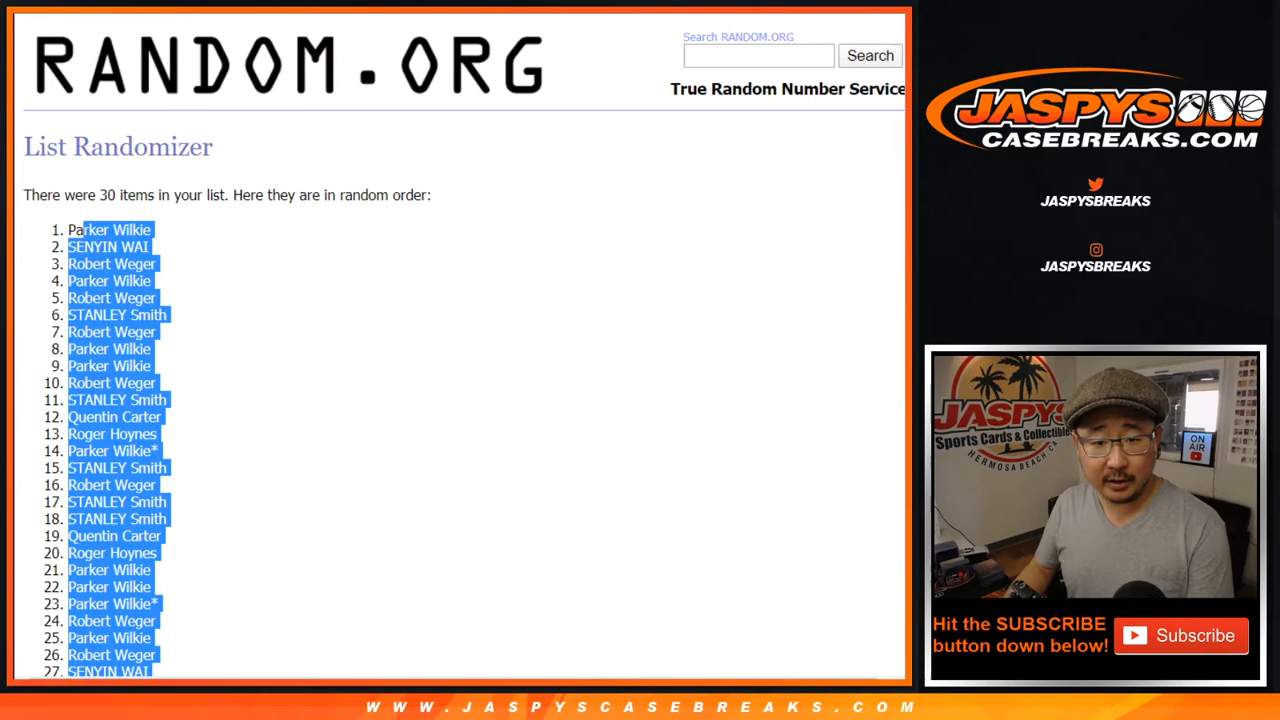 RANDOM.ORG
Search RANDOM.ORG
Search
True Random Number Service
List Randomizer
There were 30 items in your list. Here they are in random order:
1. Parker Wilkie
2. SENYIN WAI
3. Robert Weger
4. Parker Wilkie
5. Robert Weger
6. STANLEY Smith
7. Robert Weger
8. Parker Wilkie
9. Parker Wilkie
10. Robert Weger
11. STANLEY Smith
12. Quentin Carter
13. Roger Hoynes
14. Parker Wilkie*
15. STANLEY Smith
16. Robert Weger
17. STANLEY Smith
18. STANLEY Smith
19. Quentin Carter
20. Roger Hoynes
21. Parker Wilkie
22. Parker Wilkie
23. Parker Wilkie*
24. Robert Weger
25. Parker Wilkie
26. Robert Weger
27. SENYIN WAI
JASPYS
CASEBREAKS.COM
JASPYSBREAKS
JASPYSBREAKS
JASPYS
Sports Cards & Collectibles
HERMOSA BEACH, CA
ON
AIR
Hit the SUBSCRIBE
button down below!
Subscribe
WWW.JASPYSCASEBREAKS.COM